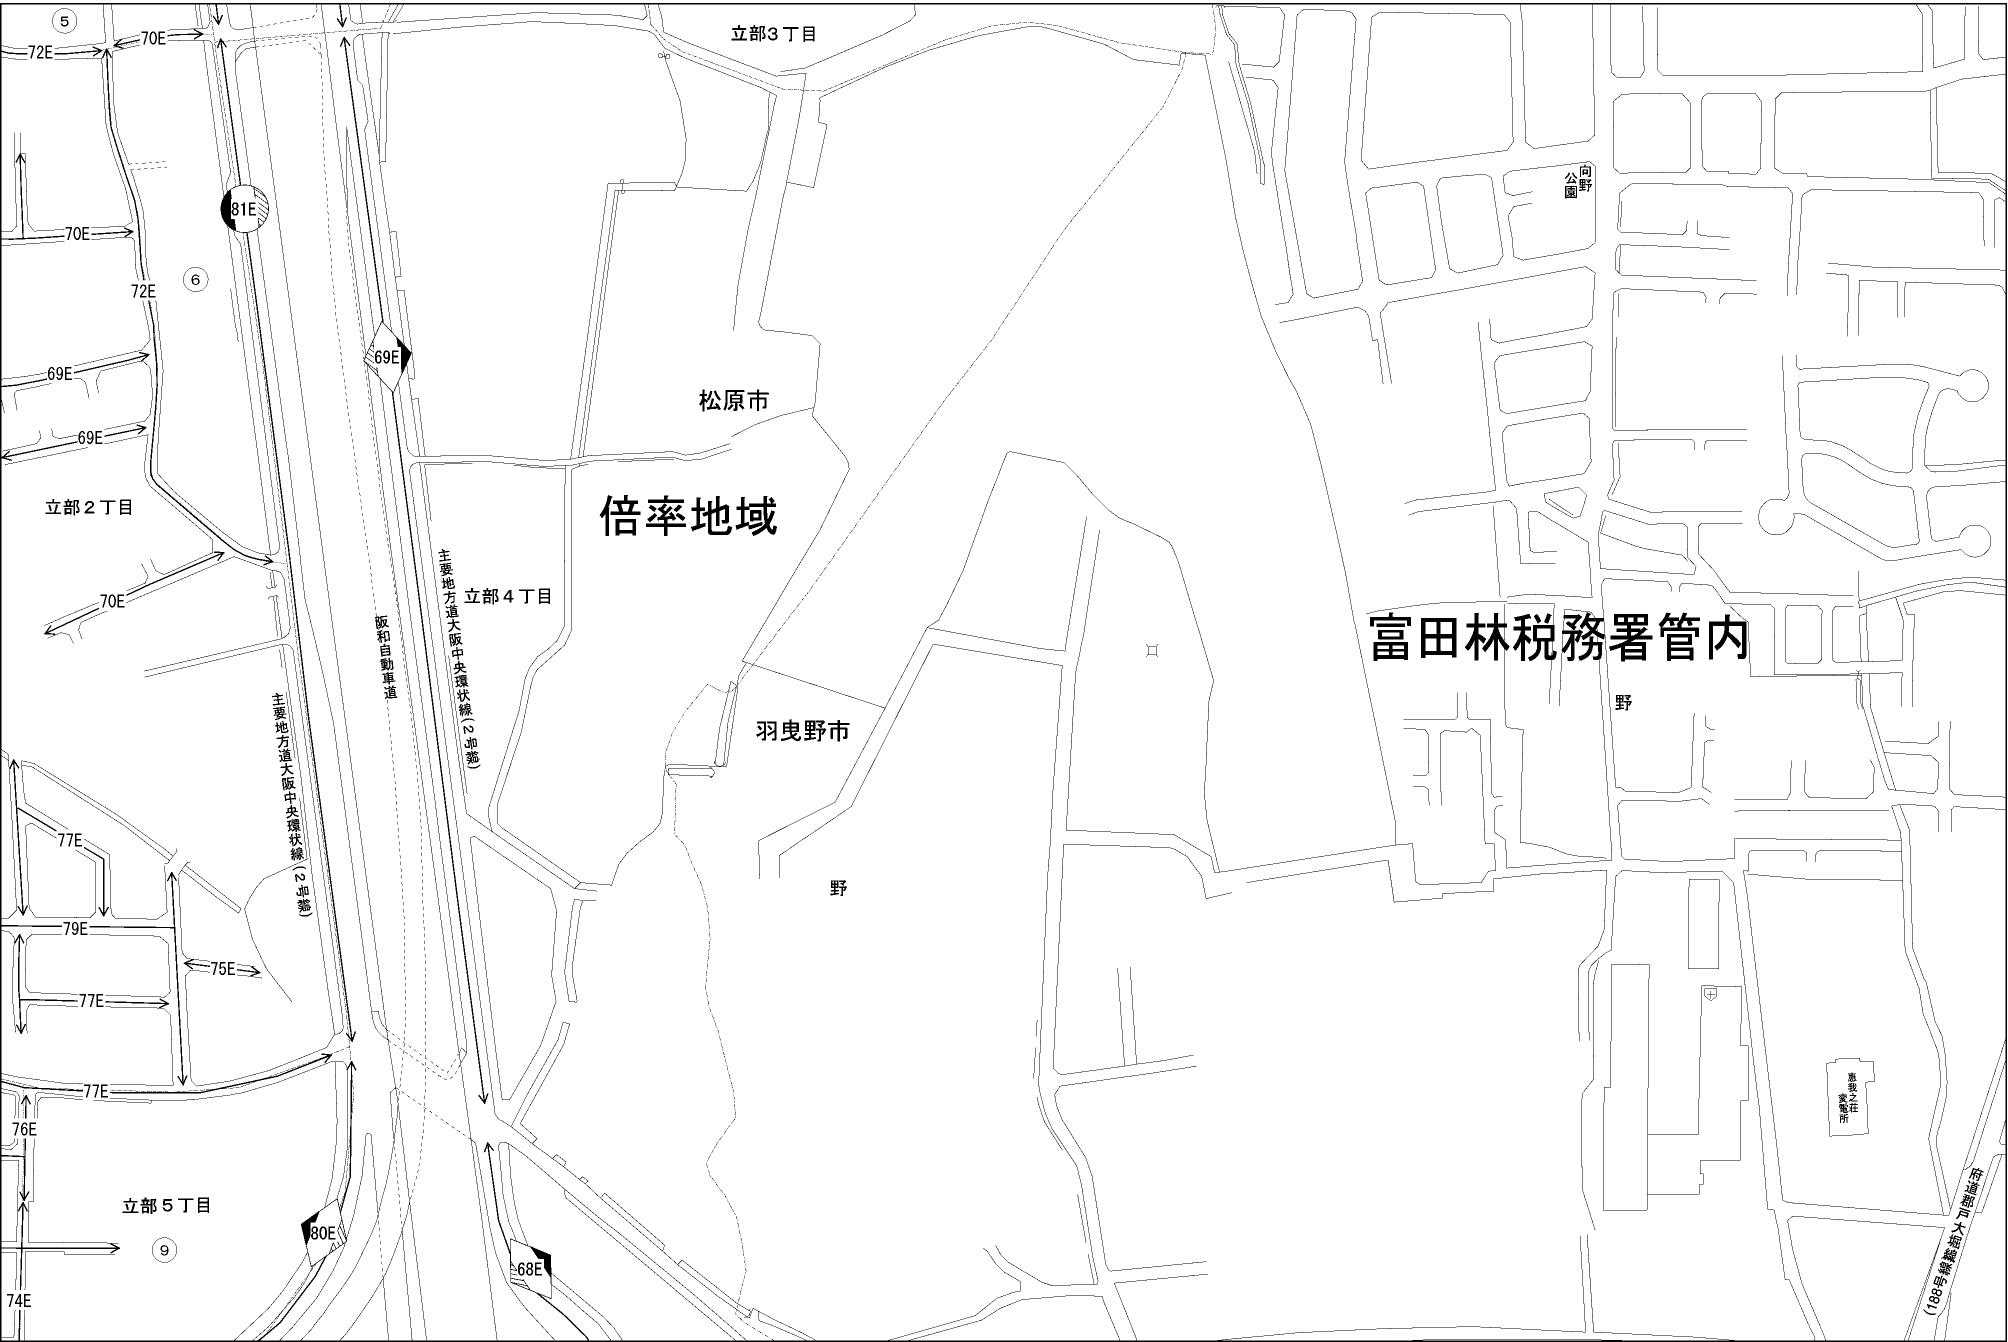 ⑤
72E
70E
立部3丁目
向野
公園
81E
70E
⑥
72E
69E
69E
松原市
69E
立部2丁目
倍率地域
主要地方道大阪中央環状線(2号線)
立部4丁目
70E
阪和自動車道
富田林税務署管内
主要地方道大阪中央環状線(2号線)
野
羽曳野市
77E
野
79E
75E
77E
77E
恵我之荘
変電所
76E
立部5丁目
⑨
80E
68E
74E
府道郡戸大堀線
(188号線